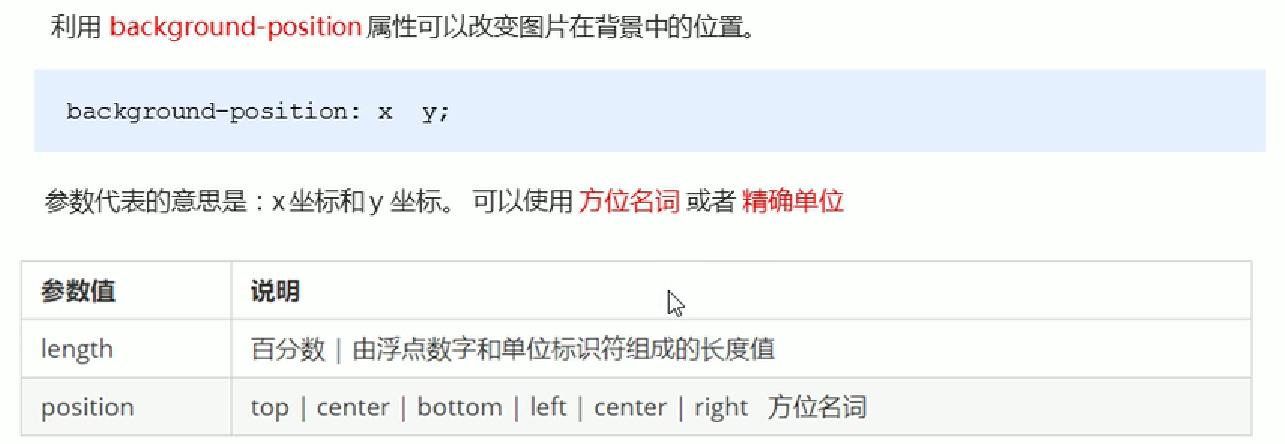 利用 background-position 属性可以改变图片在背景中的位置。
background-position: x y;
参数代表的意思是：x 坐标和 y 坐标。 可以使用 方位名词 或者 精确单位
参数值 说明
length 百分数 | 由浮点数字和单位标识符组成的长度值
position top | center | bottom | left | center | right 方位名词